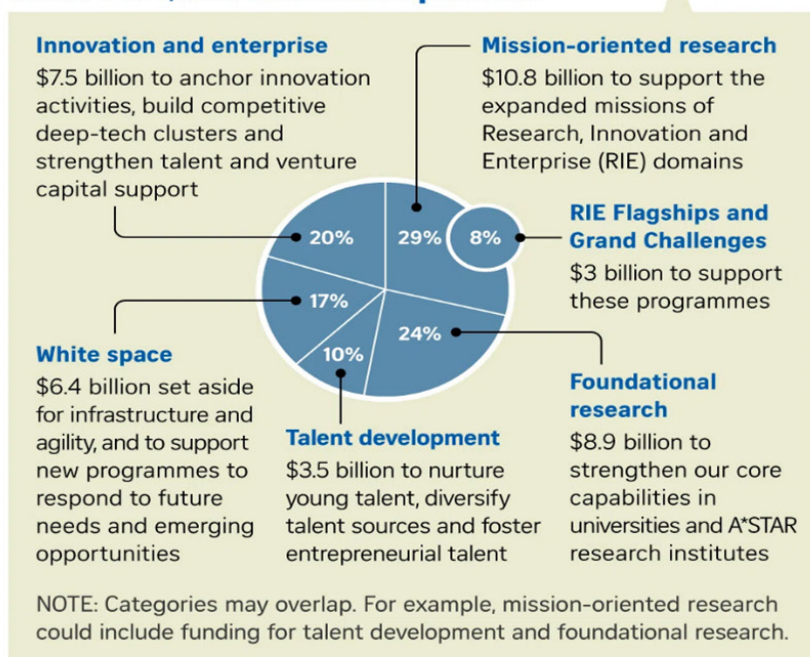 Innovation and enterprise
$7.5 billion to anchor innovation
activities, build competitive
deep-tech clusters and
strengthen talent and venture
capital support
Mission-oriented research
$10.8 billion to support the
expanded missions of
Research, Innovation and
Enterprise (RIE) domains
RIE Flagships and
Grand Challenges
$3 billion to support
these programmes
20%
29%
8%
17%
24%
10%
White space
$6.4 billion set aside
for infrastructure and
agility, and to support
new programmes to
respond to future
needs and emerging
opportunities
Talent development
$3.5 billion to nurture
young talent, diversify
talent sources and foster
entrepreneurial talent
Foundational
research
$8.9 billion to
strengthen our core
capabilities in
universities and A*STAR
research institutes
NOTE: Categories may overlap. For example, mission-oriented research
could include funding for talent development and foundational research.